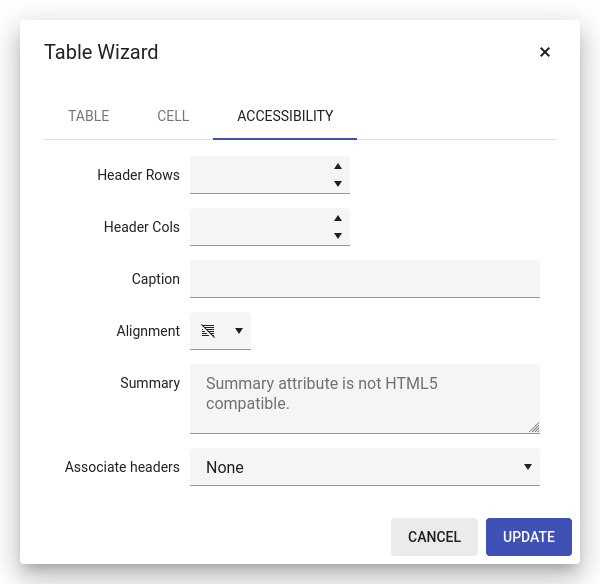 Table Wizard
TABLE CELL ACCESSIBILITY
Header Rows
Header Cols
Caption
Alignment
Summary Summary attribute is not HTML5
compatible.
Associate headers None
CANCEL UPDATE